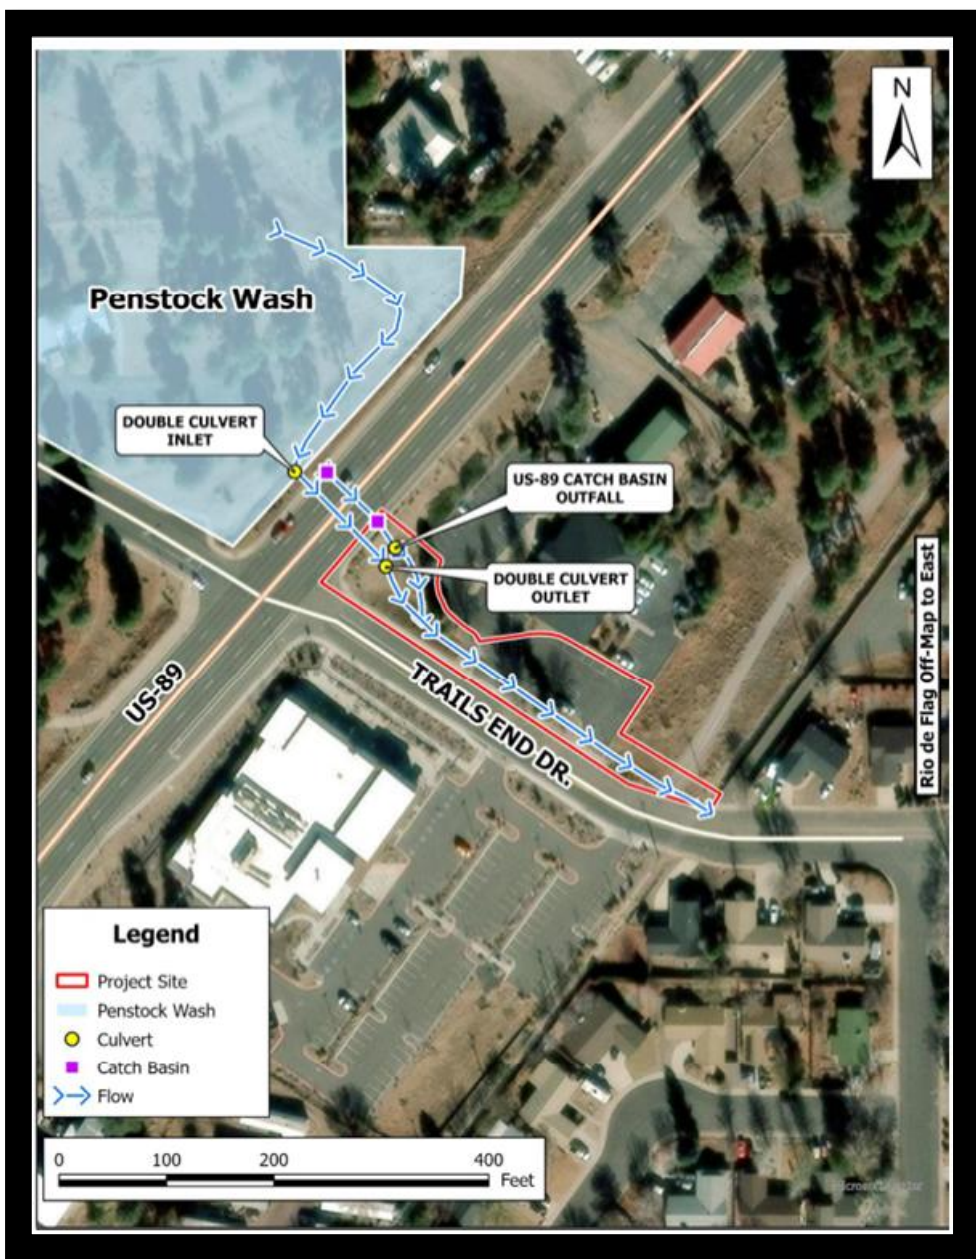 N
Penstock Wash
DOUBLE CULVERT
INLET
US-89 CATCH BASIN
OUTFALL
DOUBLE CULVERT
OUTLET
US-89
TRAILS END DR.
Rio de Flag Off-Map to East
Legend
Project Site
Penstock Wash
Culvert
Catch Basin
Flow
0 100 200 400
Feet